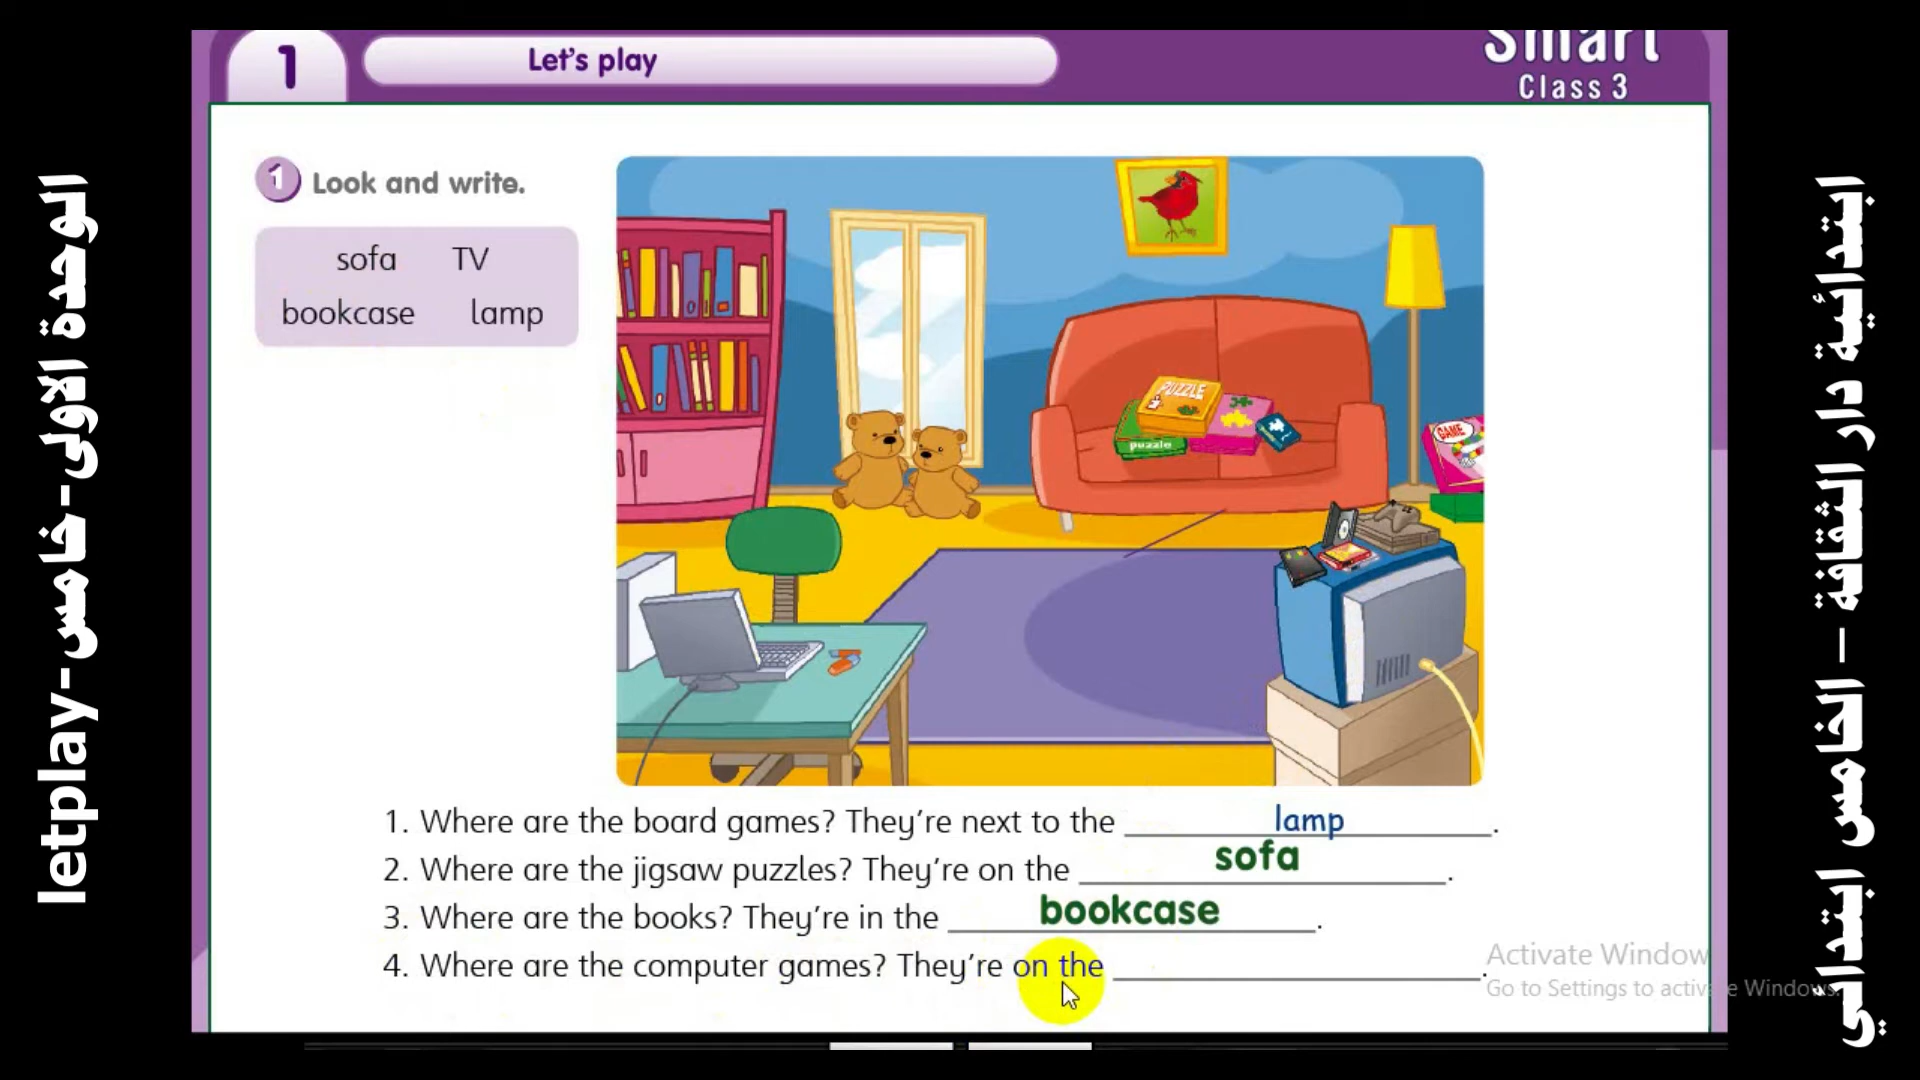 1
Let's play
Smart
Class 3
1 Look and write.
sofa TV
bookcase lamp
PUZZLE
puzzle
GAME
1. Where are the board games? They're next to the lamp.
2. Where are the jigsaw puzzles? They're on the sofa.
3. Where are the books? They're in the bookcase.
4. Where are the computer games? They're on the ____________.
Activate Windows
Go to Settings to activate Windows.
الوحدة الاولى-خامس-letplay
ابتدائية دار الثقافة – الخامس ابتدائي